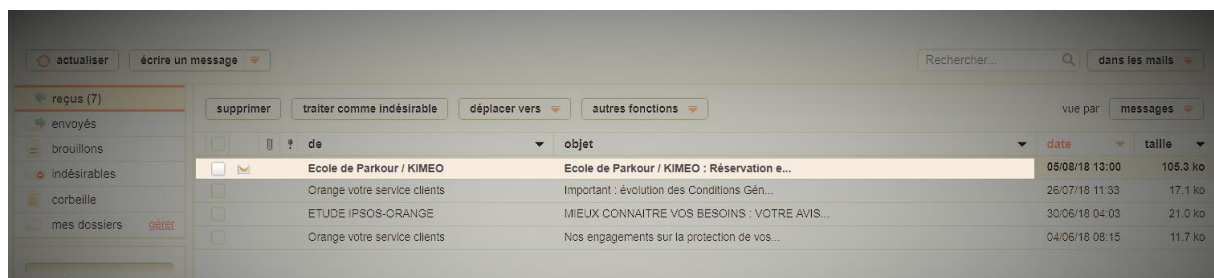 actualiser écrire un message Rechercher... dans les mails
reçus (7) supprimer traiter comme indésirable déplacer vers autres fonctions vue par messages
envoyés
brouillons de objet date taille
indésirables Ecole de Parkour / KIMEO Ecole de Parkour / KIMEO : Réservation e... 05/08/18 13:00 105.3 ko
corbeille Orange votre service clients Important : évolution des Conditions Gén... 26/07/18 11:33 17.1 ko
mes dossiers gérer ETUDE IPSOS-ORANGE MIEUX CONNAITRE VOS BESOINS : VOTRE AVIS... 30/06/18 04:03 21.0 ko
Orange votre service clients Nos engagements sur la protection de vos... 04/06/18 08:15 11.7 ko